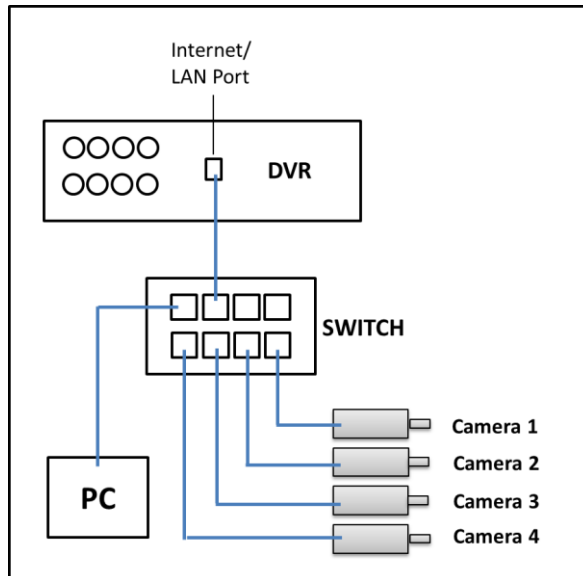 Internet/
LAN Port
DVR
SWITCH
Camera 1
Camera 2
PC
Camera 3
Camera 4